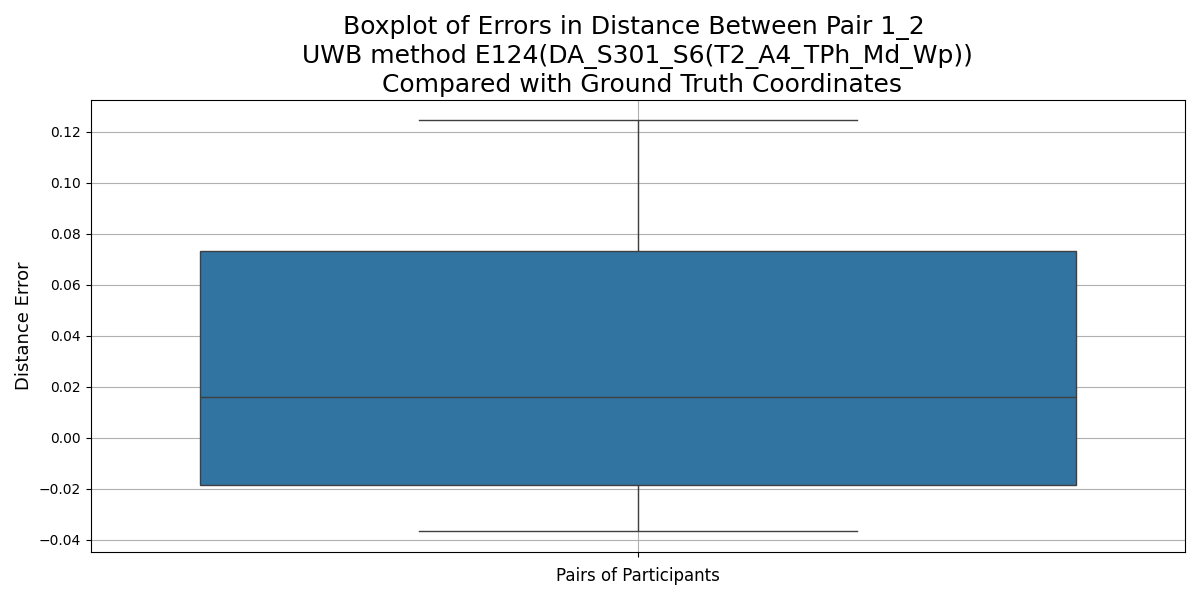 Boxplot of Errors in Distance Between Pair 1_2
UWB method E124(DA_S301_S6(T2_A4_TPh_Md_Wp))
Compared with Ground Truth Coordinates
Distance Error
0.12
0.10
0.08
0.06
0.04
0.02
0.00
−0.02
−0.04
Pairs of Participants